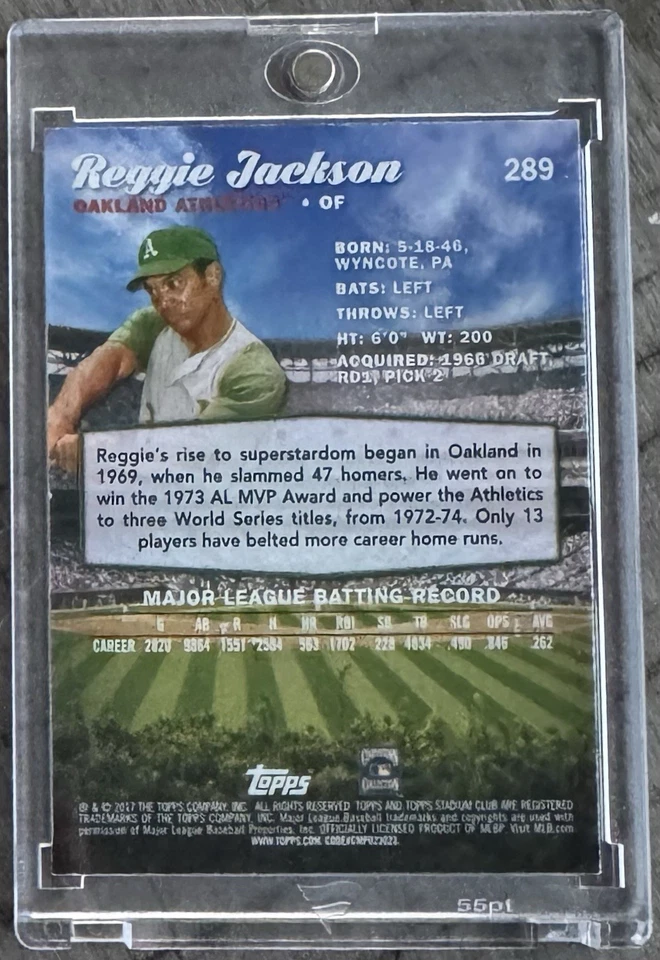 Reggie Jackson
289
OAKLAND ATHLETICS™ • OF
A
BORN: 5-18-46,
WYNCOTE, PA
BATS: LEFT
THROWS: LEFT
HT: 6'0" WT: 200
ACQUIRED: 1966 DRAFT,
RD1, PICK 2
Reggie's rise to superstardom began in Oakland in
1969, when he slammed 47 homers. He went on to
win the 1973 AL MVP Award and power the Athletics
to three World Series titles, from 1972-74. Only 13
players have belted more career home runs.
MAJOR LEAGUE BATTING RECORD
G AB R H HR RBI SB TB SLG OPS AVG
CAREER 2820 9864 1551 2584 563 1702 228 4834 .490 .846 .262
Topps
® & © 2017 THE TOPPS COMPANY, INC. ALL RIGHTS RESERVED. TOPPS AND TOPPS STADIUM CLUB ARE REGISTERED
TRADEMARKS OF THE TOPPS COMPANY, INC. Major League Baseball trademarks and copyrights are used with
permission of Major League Baseball Properties, Inc. OFFICIALLY LICENSED PRODUCT OF MLBP. Visit MLB.com
WWW.TOPPS.COM
55pt